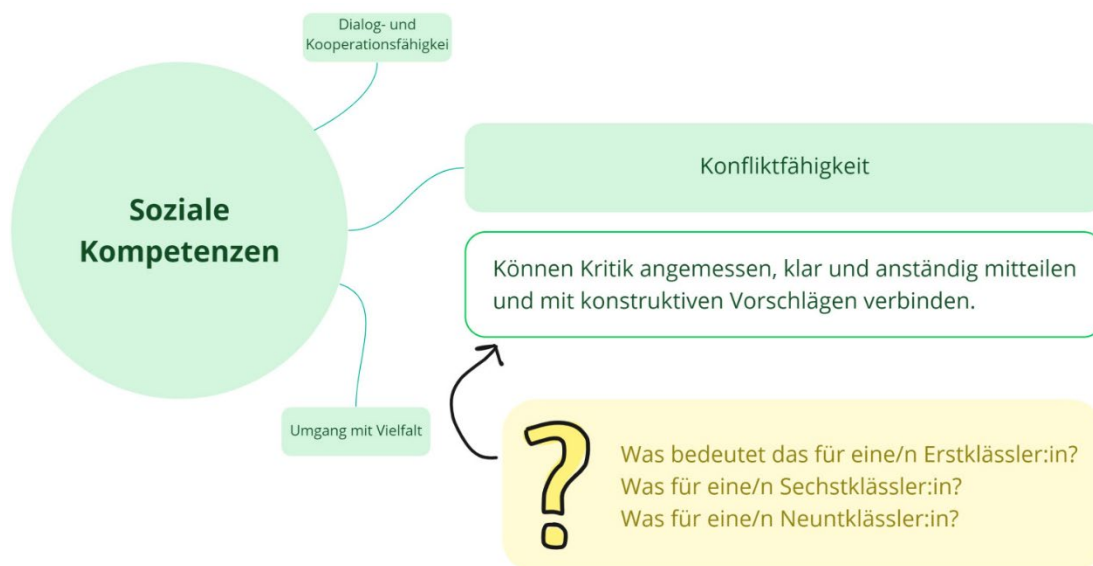 Dialog- und
Kooperationsfähigkei
Soziale
Kompetenzen
Konfliktfähigkeit
Können Kritik angemessen, klar und anständig mitteilen
und mit konstruktiven Vorschlägen verbinden.
Umgang mit Vielfalt
?
Was bedeutet das für eine/n Erstklässler:in?
Was für eine/n Sechstklässler:in?
Was für eine/n Neuntklässler:in?